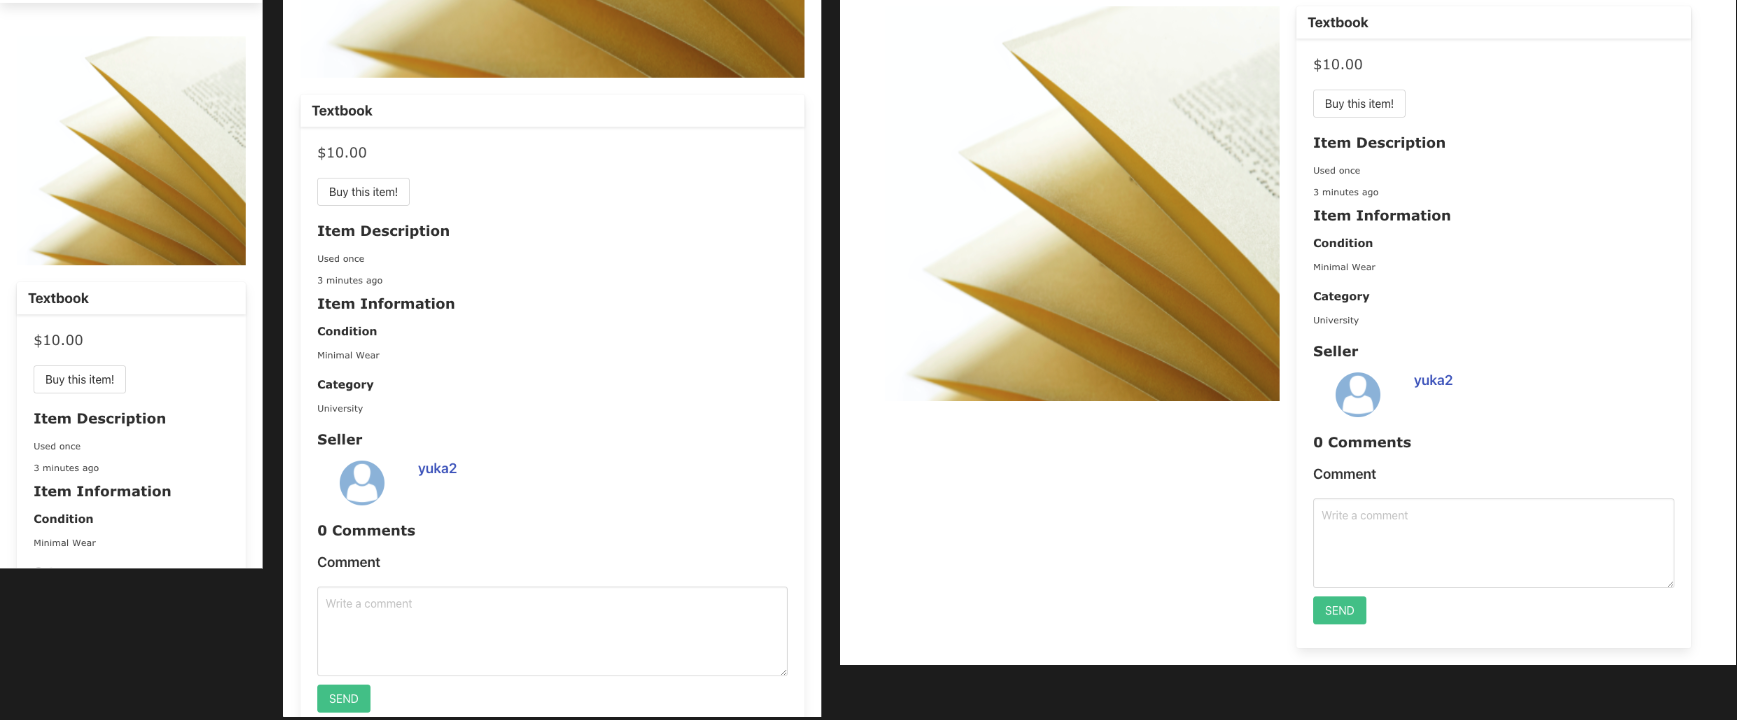 Textbook
$10.00
Buy this item!
Item Description
Used once
3 minutes ago
Item Information
Condition
Minimal Wear
Textbook
$10.00
Buy this item!
Item Description
Used once
3 minutes ago
Item Information
Condition
Minimal Wear
Category
University
Seller
yuka2
0 Comments
Comment
Write a comment
SEND
Textbook
$10.00
Buy this item!
Item Description
Used once
3 minutes ago
Item Information
Condition
Minimal Wear
Category
University
Seller
yuka2
0 Comments
Comment
Write a comment
SEND